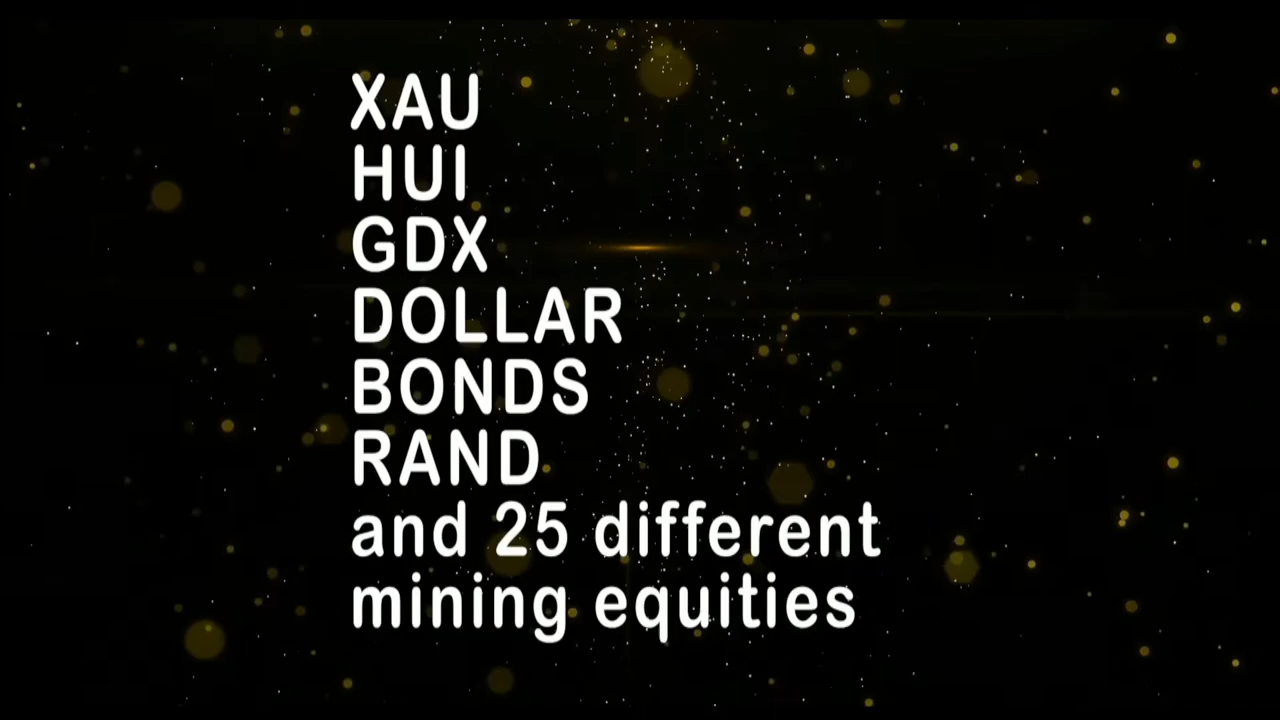 XAU
HUI
GDX
DOLLAR
BONDS
RAND
and 25 different
mining equities